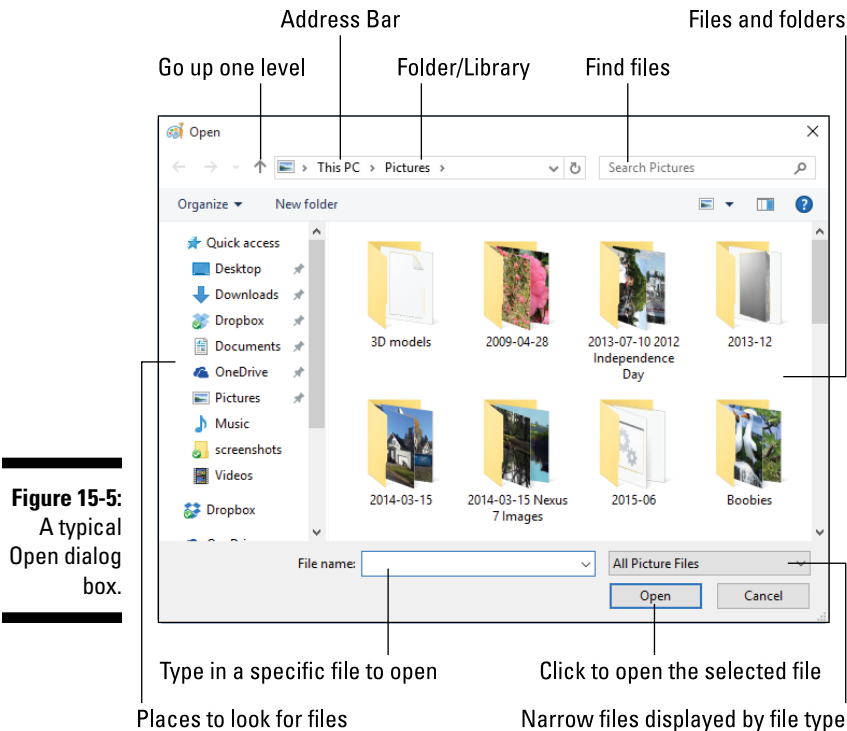 Address Bar
Files and folders
Go up one level
Folder/Library
Find files
Open
This PC
Pictures
Search Pictures
Organize
New folder
Quick access
Desktop
Downloads
Dropbox
Documents
OneDrive
Pictures
Music
screenshots
Videos
Dropbox
3D models
2009-04-28
2013-07-10 2012
Independence
Day
2013-12
2014-03-15
2014-03-15 Nexus
7 Images
2015-06
Boobies
File name:
All Picture Files
Open
Cancel
Figure 15-5:
A typical
Open dialog
box.
Type in a specific file to open
Click to open the selected file
Places to look for files
Narrow files displayed by file type